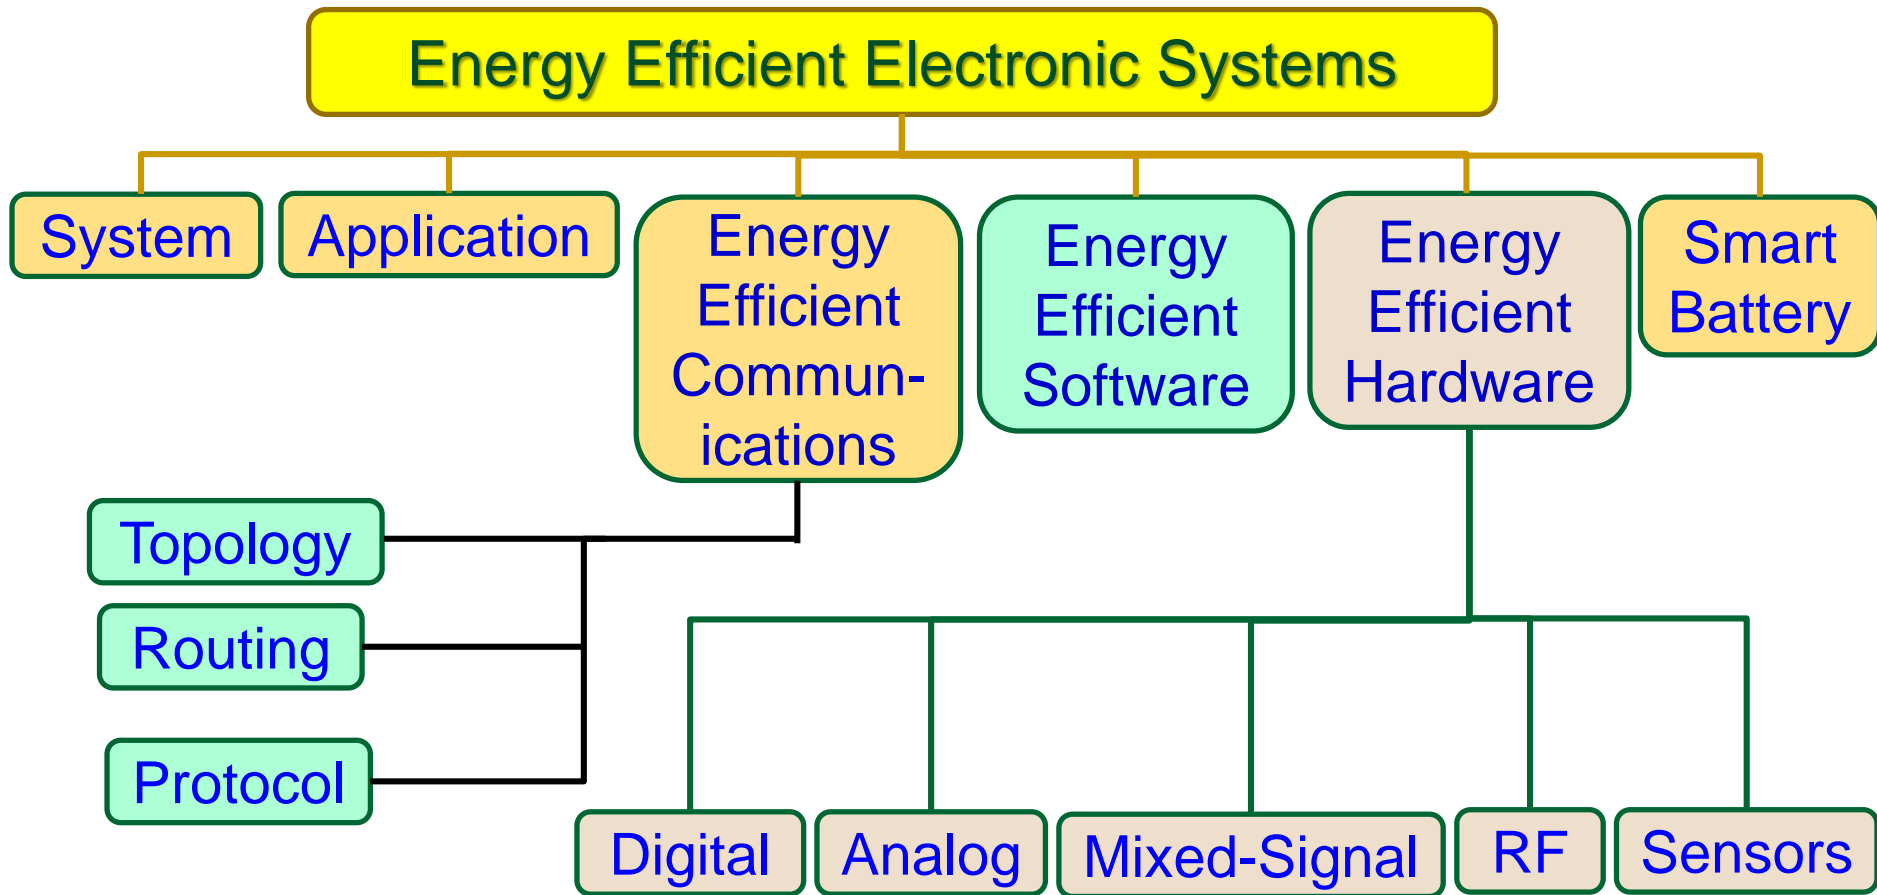 Energy Efficient Electronic Systems
System
Application
Energy
Efficient
Commun-
ications
Energy
Efficient
Software
Energy
Efficient
Hardware
Smart
Battery
Topology
Routing
Protocol
Digital
Analog
Mixed-Signal
RF
Sensors